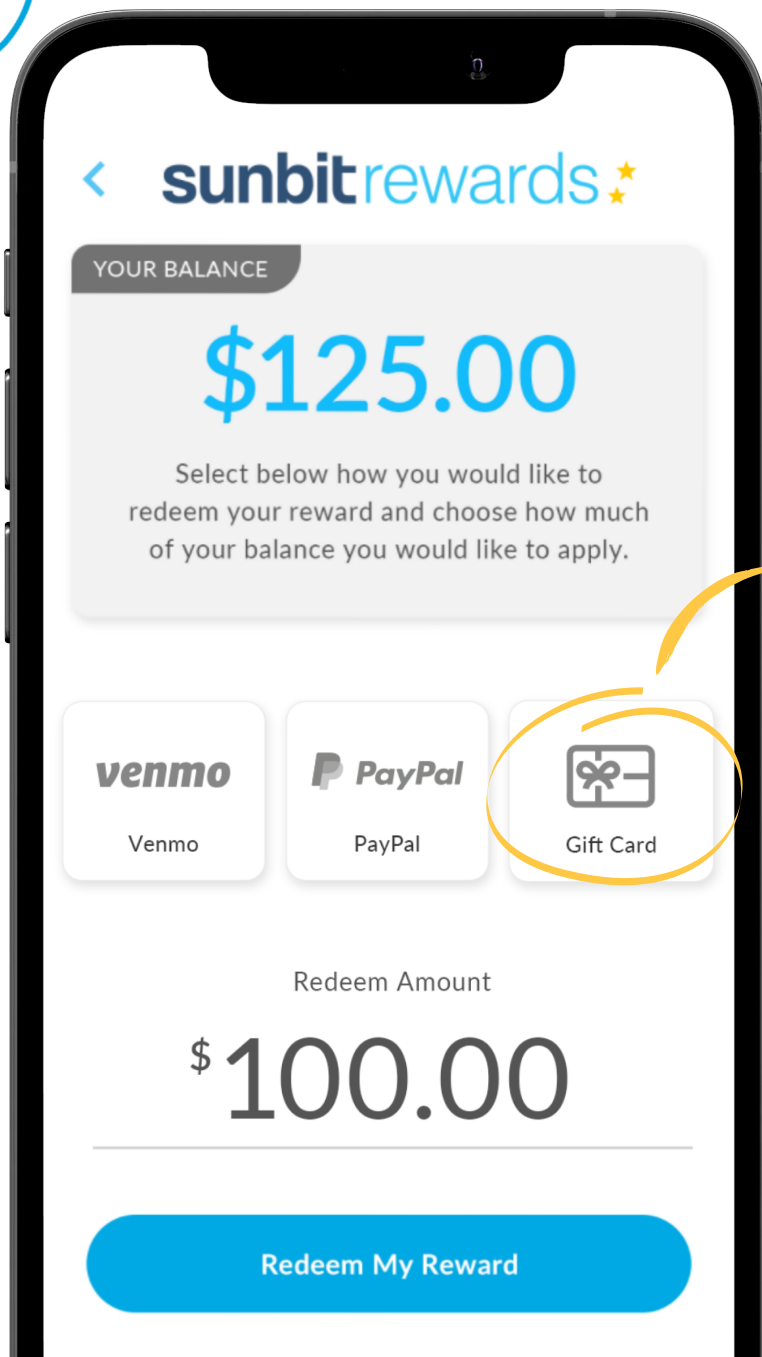 sunbit rewards
YOUR BALANCE
$125.00
Select below how you would like to
redeem your reward and choose how much
of your balance you would like to apply.
venmo PayPal
Venmo PayPal Gift Card
Redeem Amount
$100.00
Redeem My Reward